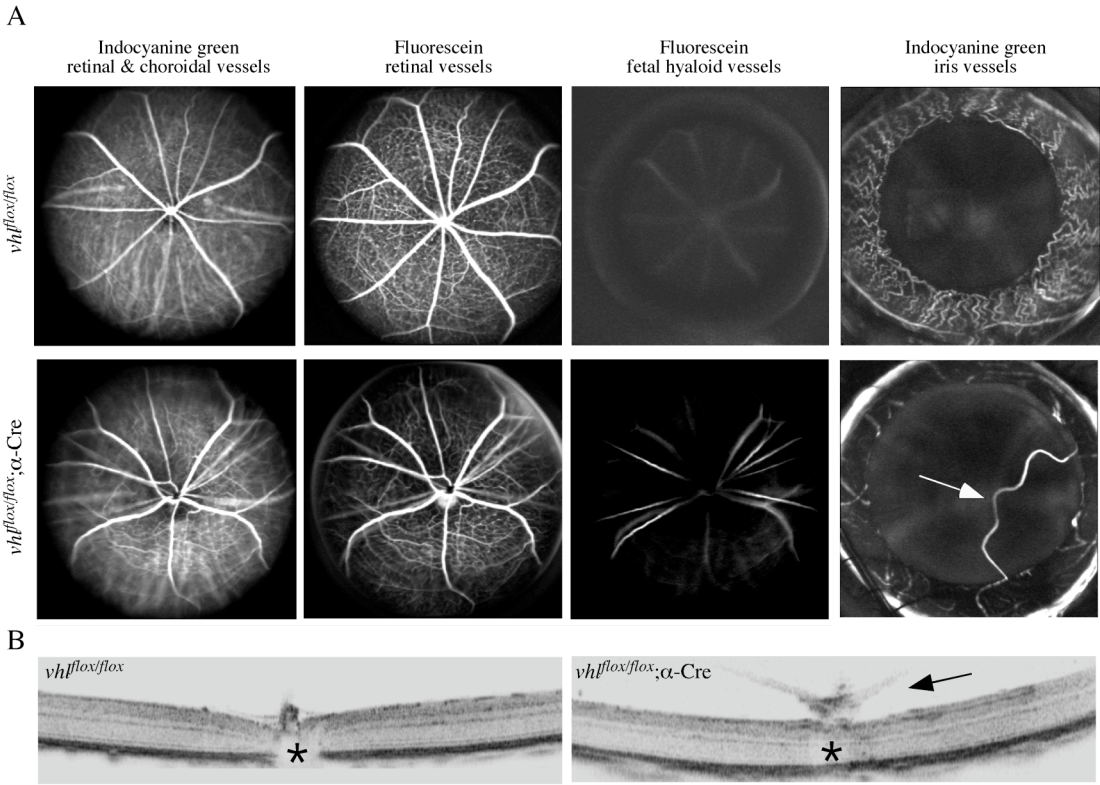 A
Indocyanine green
retinal & choroidal vessels
Fluorescein
retinal vessels
Fluorescein
fetal hyaloid vessels
Indocyanine green
iris vessels
vhlflox/flox
vhlflox/flox;α-Cre
B
vhlflox/flox
*
vhlflox/flox;α-Cre
*